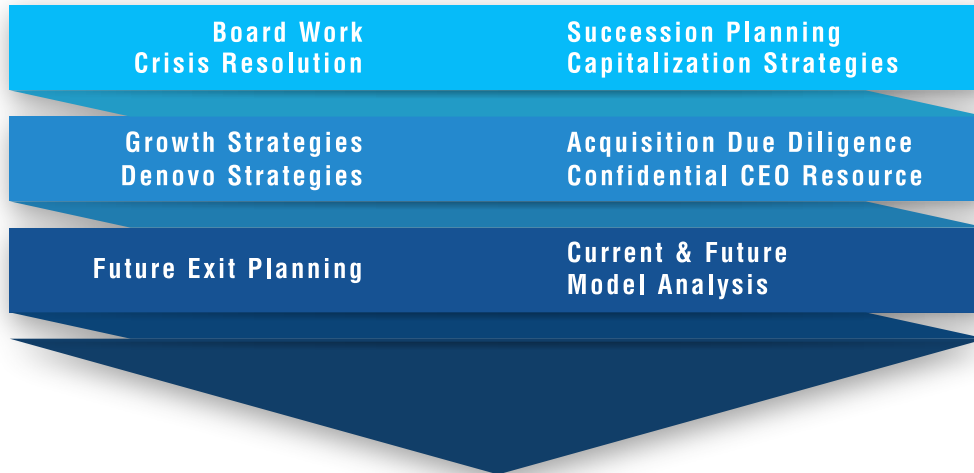 Board Work
Crisis Resolution
Succession Planning
Capitalization Strategies
Growth Strategies
Denovo Strategies
Acquisition Due Diligence
Confidential CEO Resource
Future Exit Planning
Current & Future
Model Analysis